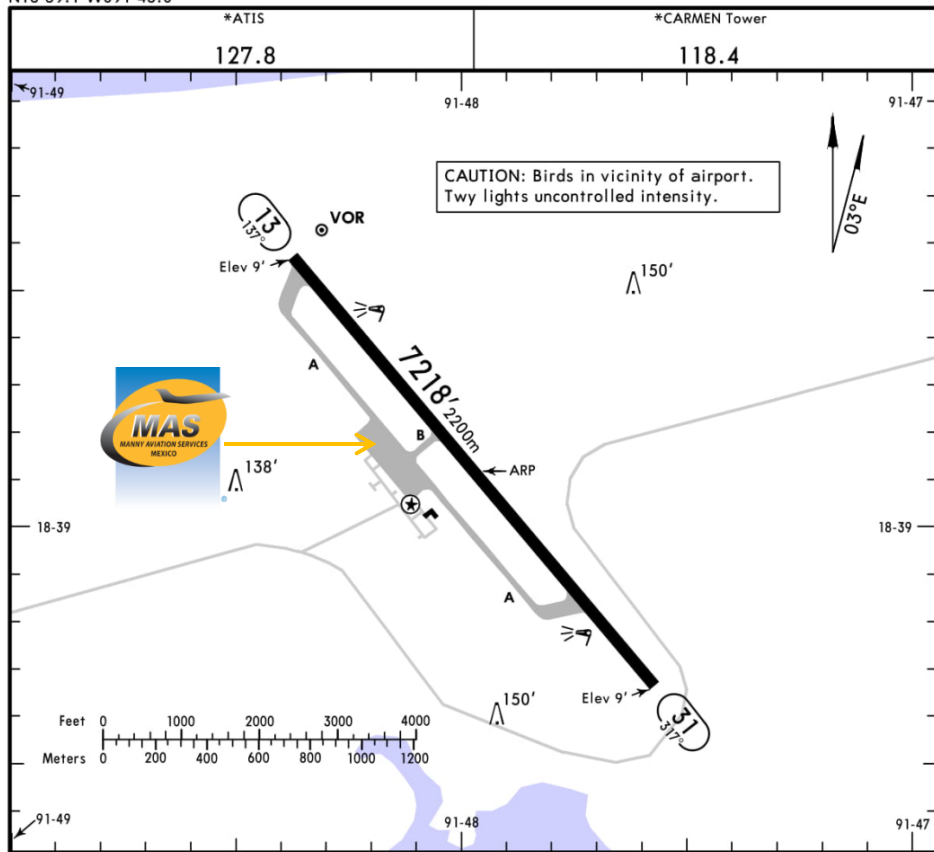 *ATIS
127.8
*CARMEN Tower
118.4
91-49
91-48
91-47
CAUTION: Birds in vicinity of airport.
Twy lights uncontrolled intensity.
03°E
13
137°
VOR
Elev 9'
150'
A
7218'
2200m
B
MAS
MANNY AVIATION SERVICES
MEXICO
138'
ARP
18-39
18-39
A
Elev 9'
31
317°
150'
Feet 0 1000 2000 3000 4000
Meters 0 200 400 600 800 1000 1200
91-49
91-48
91-47